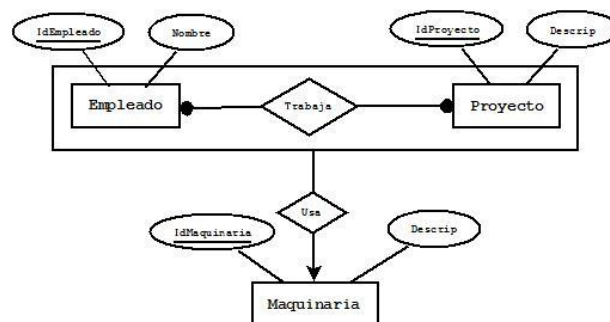 IdEmpleado
Nombre
IdProyecto
Descrip
Empleado
Trabaja
Proyecto
Usa
IdMaquinaria
Descrip
Maquinaria